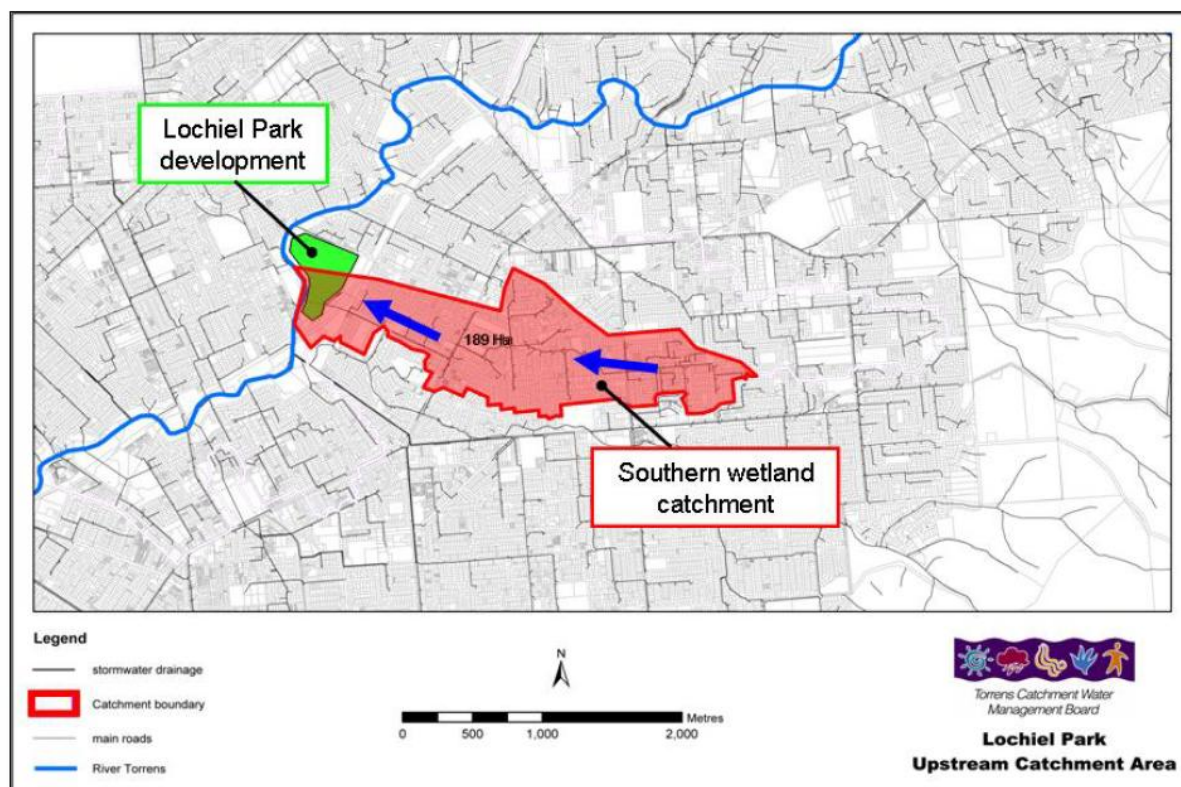 Lochiel Park
development
189 Ha
Southern wetland
catchment
Legend
stormwater drainage
Catchment boundary
main roads
River Torrens
N
Metres
0 500 1,000 2,000
Torrens Catchment Water
Management Board
Lochiel Park
Upstream Catchment Area